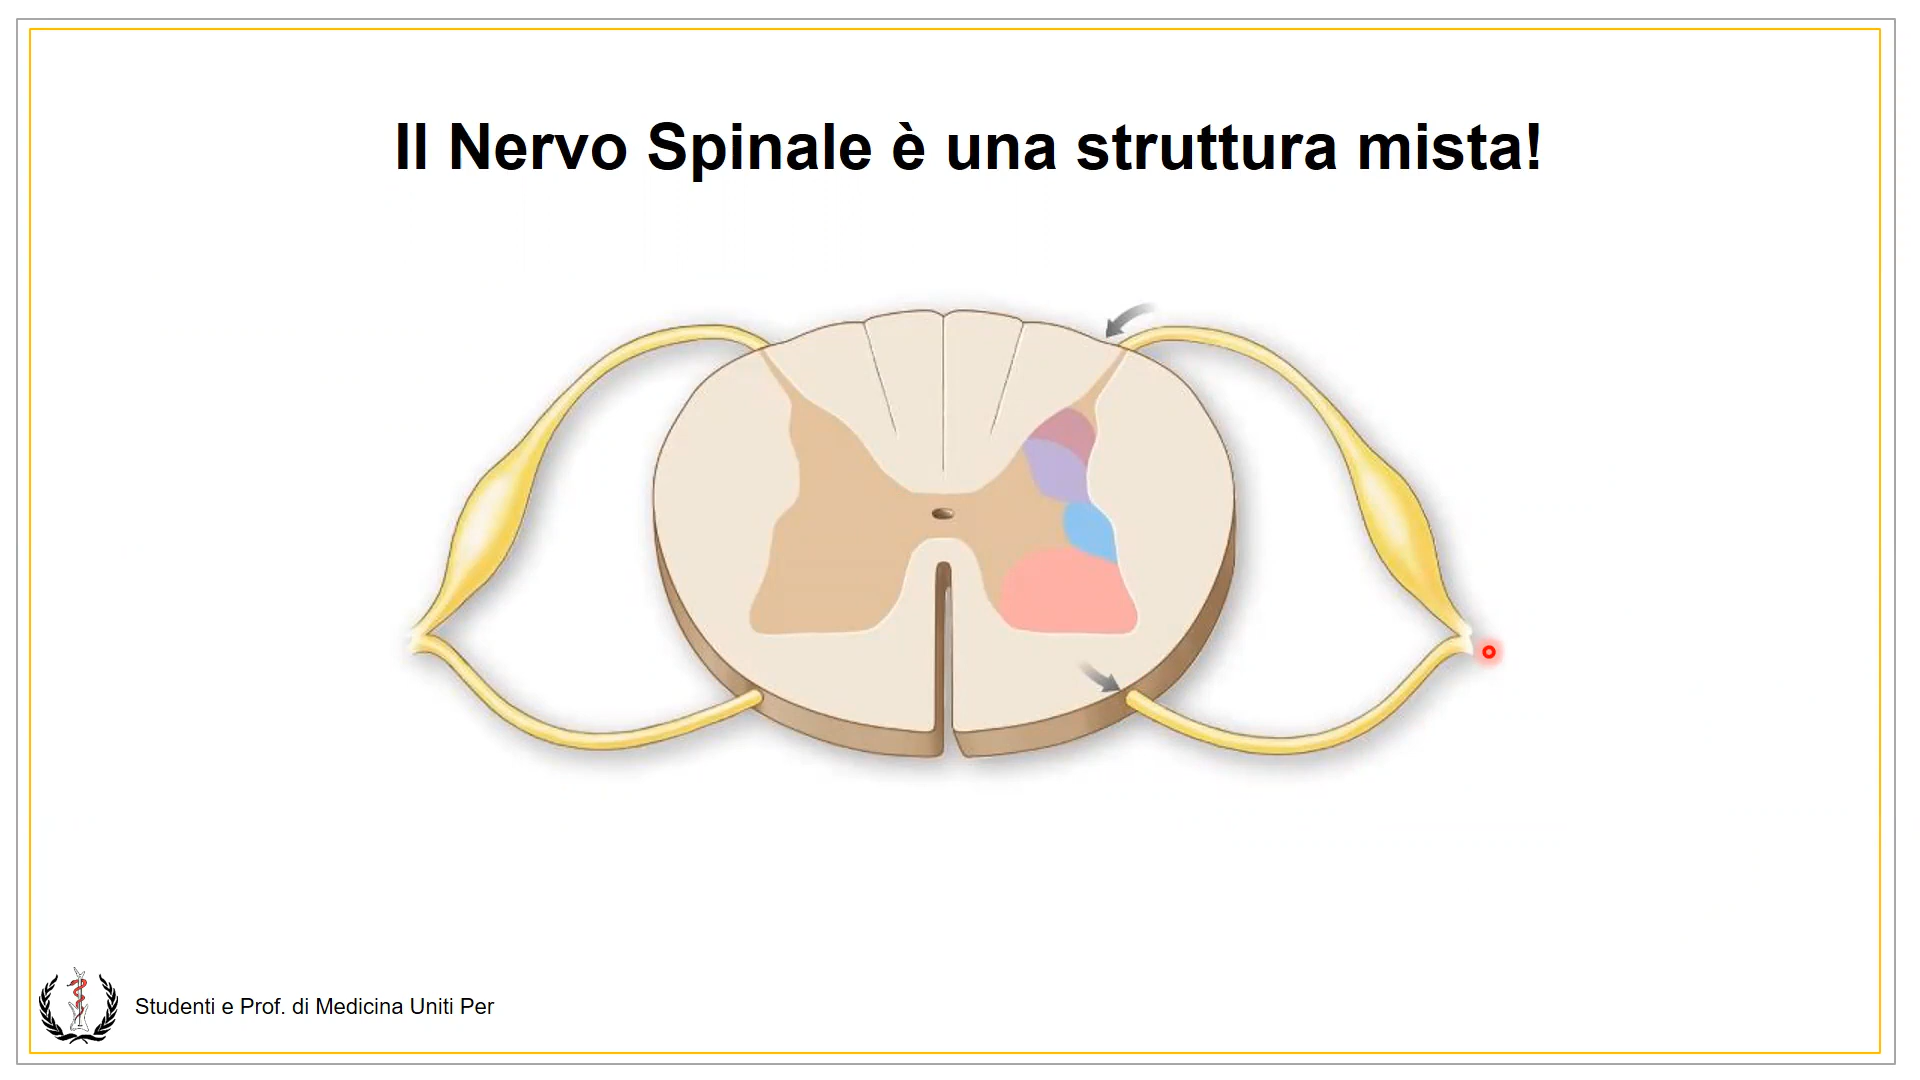 Il Nervo Spinale è una struttura mista!
Studenti e Prof. di Medicina Uniti Per